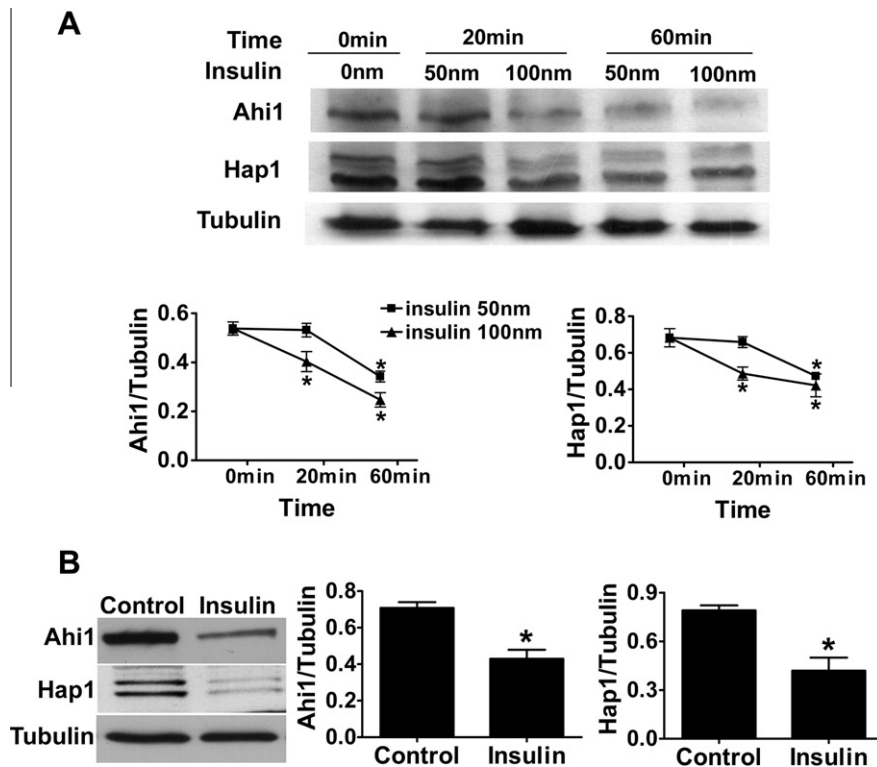 A
Time 0min 20min 60min
Insulin 0nm 50nm 100nm 50nm 100nm
Ahi1
Hap1
Tubulin
Ahi1/Tubulin
0.6
0.4
0.2
0.0
0min 20min 60min
Time
insulin 50nm
insulin 100nm
*
*
*
Hap1/Tubulin
0.8
0.6
0.4
0.2
0.0
0min 20min 60min
Time
*
*
*
B
Control Insulin
Ahi1
Hap1
Tubulin
Ahi1/Tubulin
0.8
0.6
0.4
0.2
0.0
*
Control Insulin
Hap1/Tubulin
0.9
0.6
0.3
0.0
*
Control Insulin